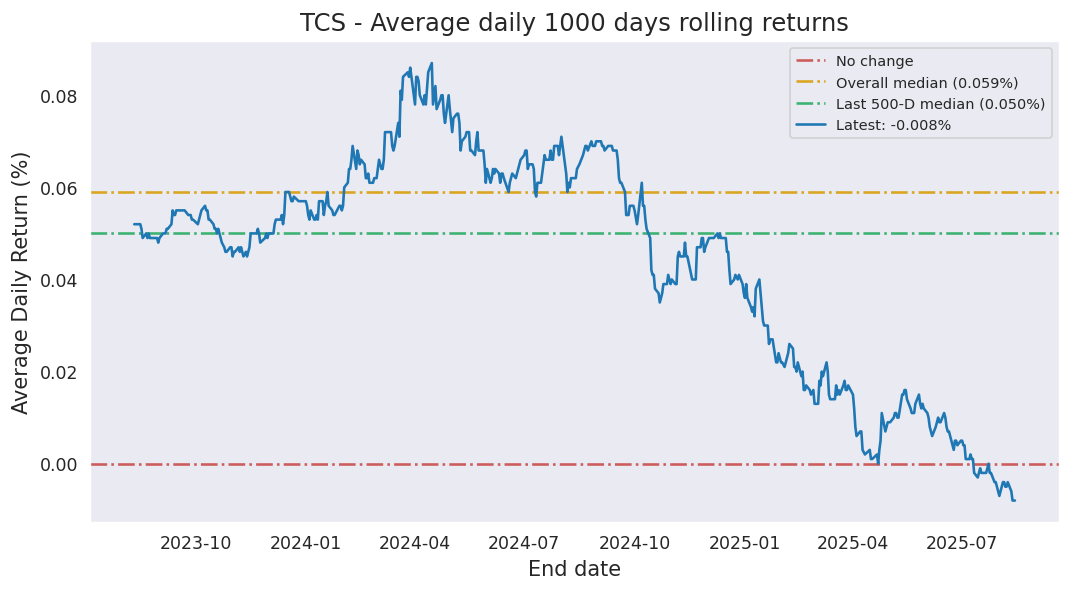 TCS - Average daily 1000 days rolling returns
No change
Overall median (0.059%)
Last 500-D median (0.050%)
Latest: -0.008%
Average Daily Return (%)
0.08
0.06
0.04
0.02
0.00
2023-10 2024-01 2024-04 2024-07 2024-10 2025-01 2025-04 2025-07
End date